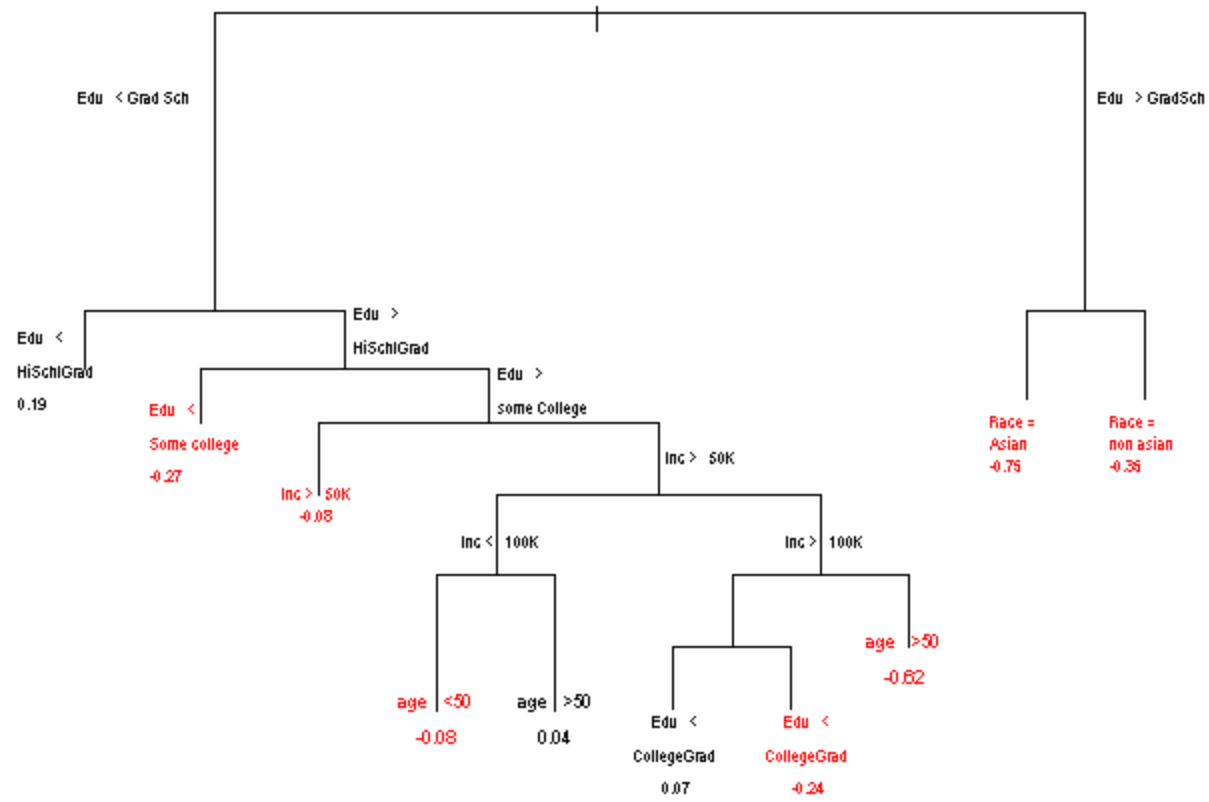 Edu < Grad Sch
Edu > GradSch
Edu <
HiSchlGrad
0.19
Edu >
HiSchlGrad
Edu <
Some college
-0.27
Edu >
some College
Inc > 50K
-0.08
Inc > 50K
Inc < 100K
Inc > 100K
age <50
-0.08
age >50
0.04
Edu <
CollegeGrad
0.07
Edu <
CollegeGrad
-0.24
age >50
-0.62
Race =
Asian
-0.75
Race =
non asian
-0.35